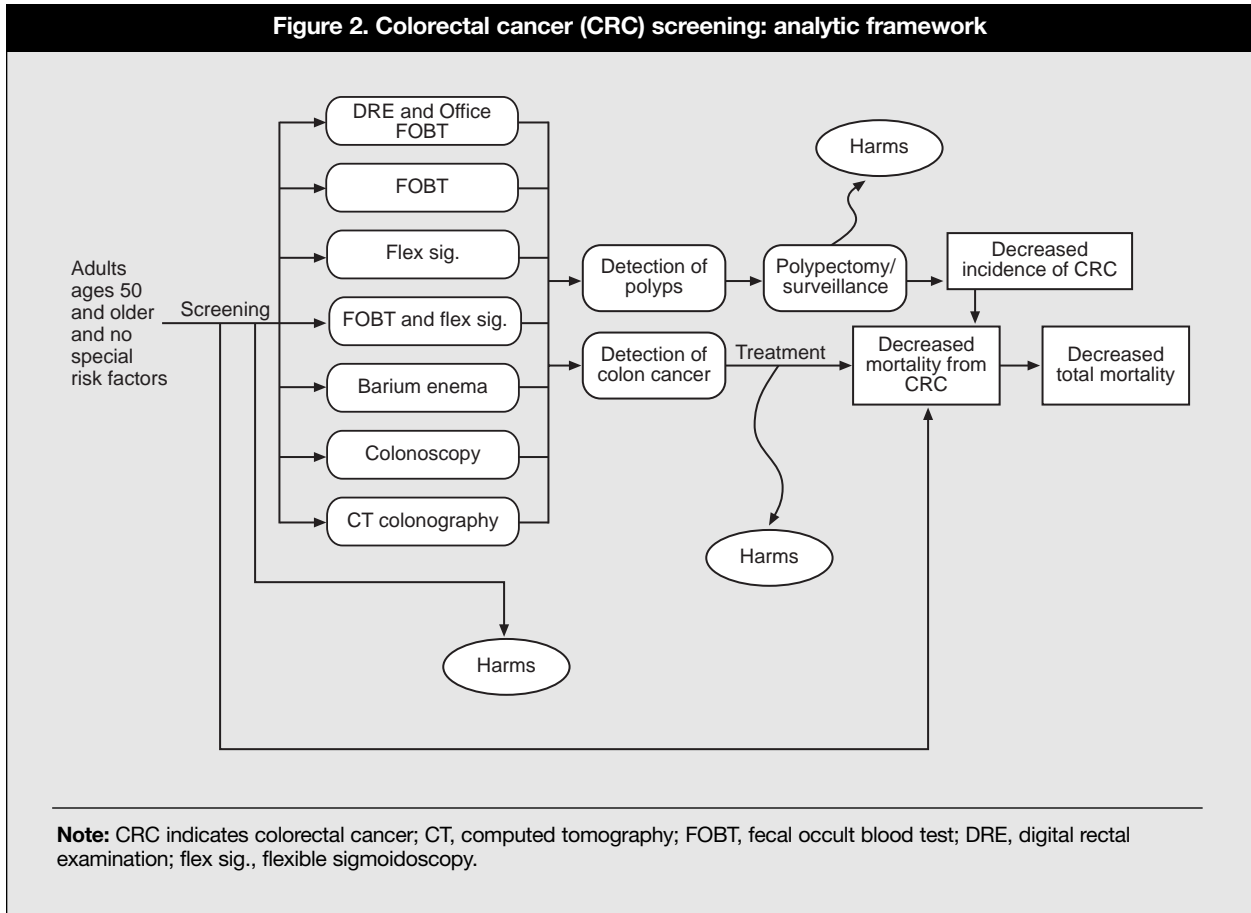 Figure 2. Colorectal cancer (CRC) screening: analytic framework
Adults
ages 50
and older
and no
special
risk factors
Screening
DRE and Office
FOBT
FOBT
Flex sig.
FOBT and flex sig.
Barium enema
Colonoscopy
CT colonography
Harms
Detection of
polyps
Polypectomy/
surveillance
Harms
Decreased
incidence of CRC
Detection of
colon cancer
Treatment
Harms
Decreased
mortality from
CRC
Decreased
total mortality
Note: CRC indicates colorectal cancer; CT, computed tomography; FOBT, fecal occult blood test; DRE, digital rectal
examination; flex sig., flexible sigmoidoscopy.